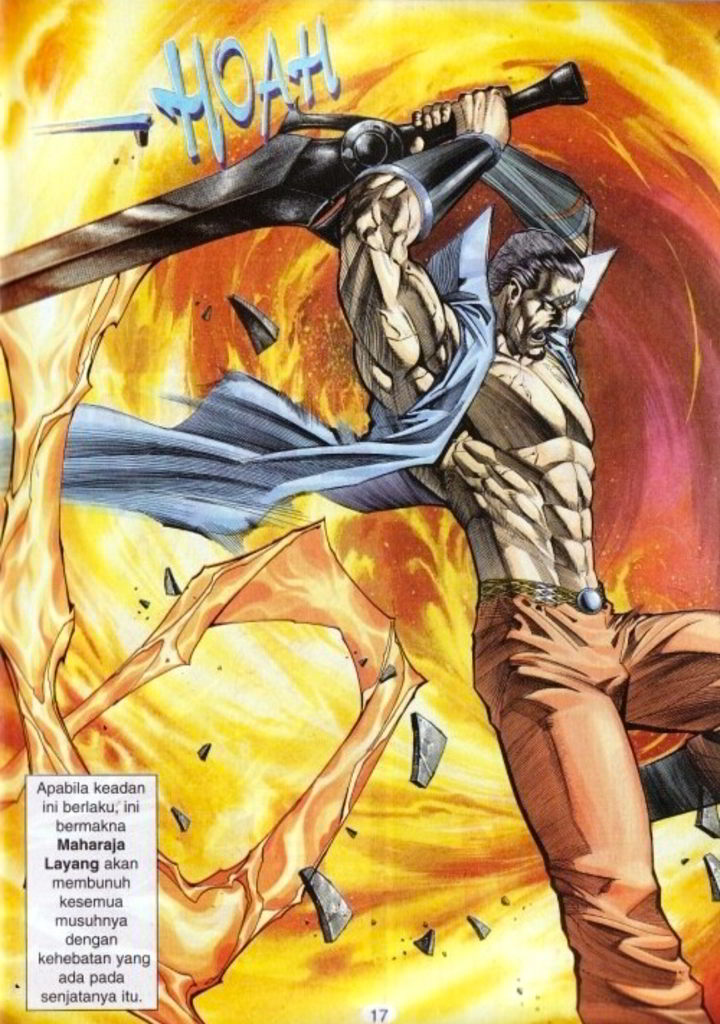 HOAH
Apabila keadan
ini berlaku, ini
bermakna
Maharaja
Layang akan
membunuh
kesemua
musuhnya
dengan
kehebatan yang
ada pada
senjatanya itu.
17